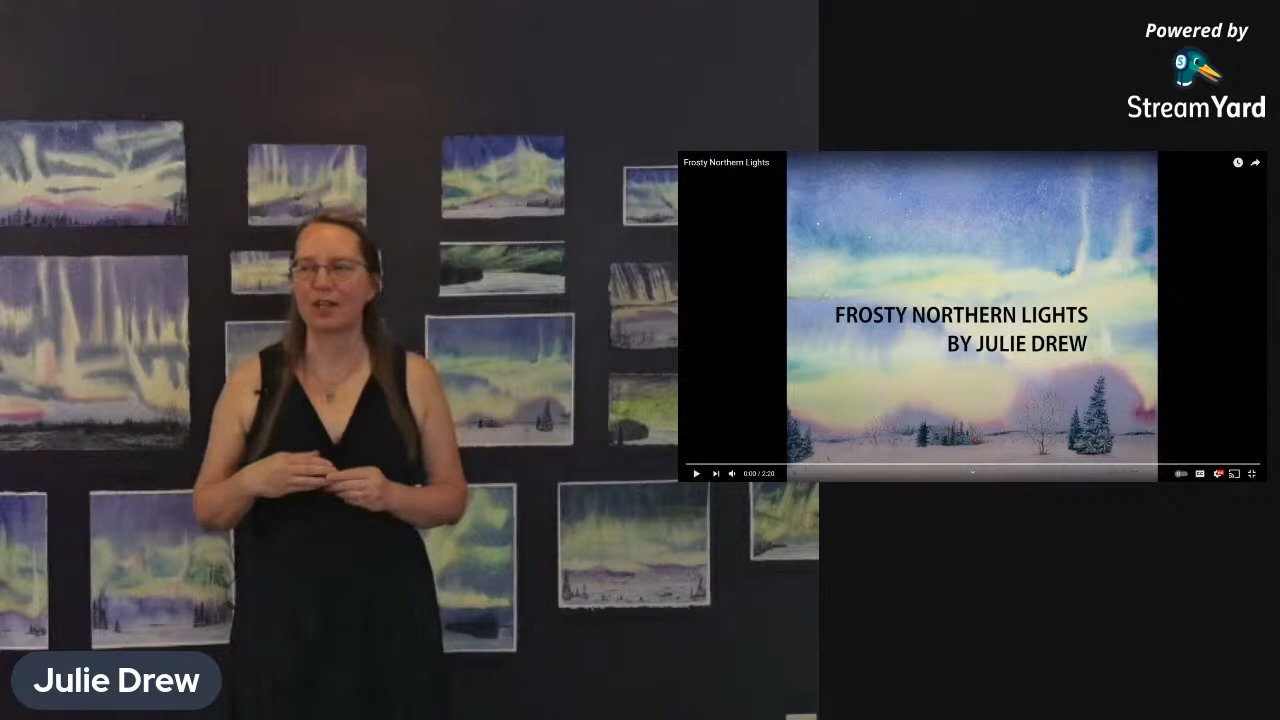 Powered by
StreamYard
Frosty Northern Lights
FROSTY NORTHERN LIGHTS
BY JULIE DREW
0:00 / 2:20
Julie Drew